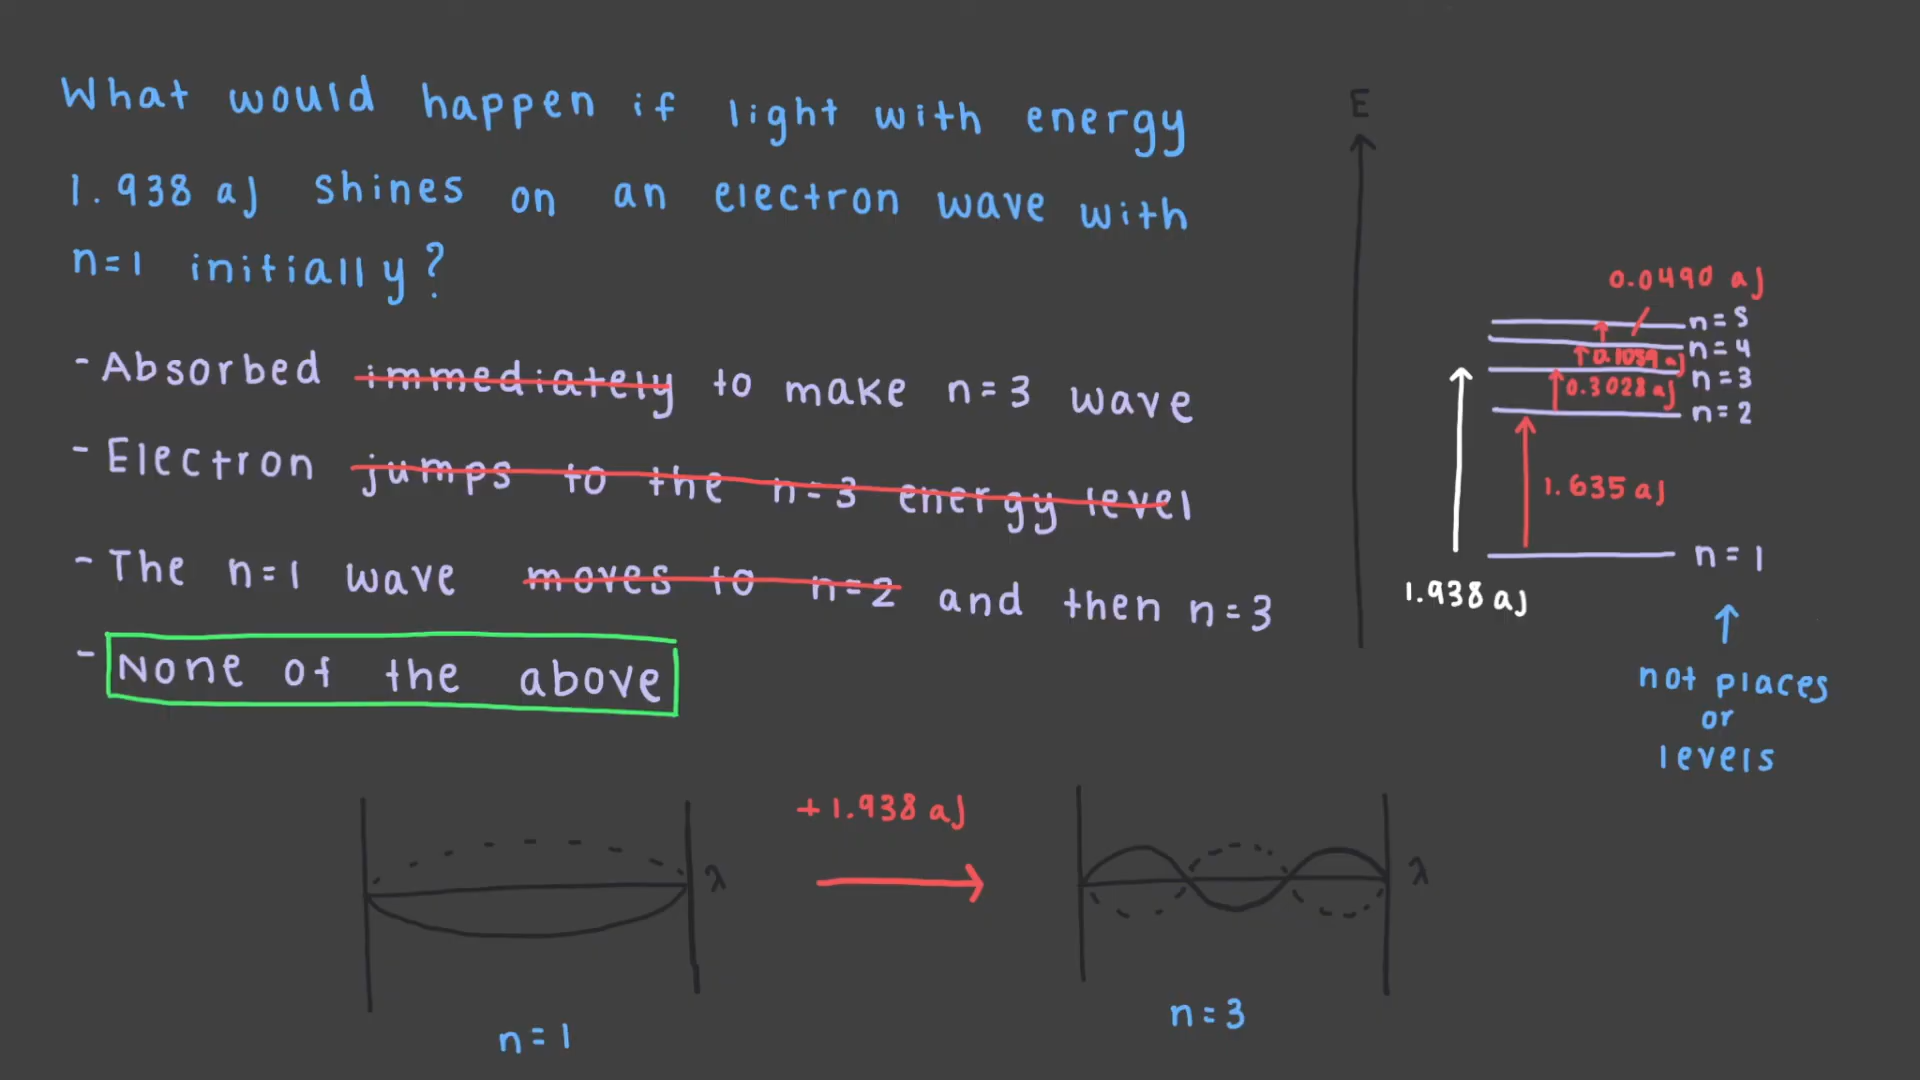 What would happen if light with energy
1.938 aJ shines on an electron wave with
n=1 initially?
- Absorbed immediately to make n=3 wave
- Electron jumps to the n=3 energy level
- The n=1 wave moves to n=2 and then n=3
- None of the above
E
0.0490 aJ
n=5
n=4
0.1059 aJ
n=3
0.3028 aJ
n=2
1.635 aJ
n=1
1.938 aJ
not places
or
levels
λ
n=1
+1.938 aJ
λ
n=3